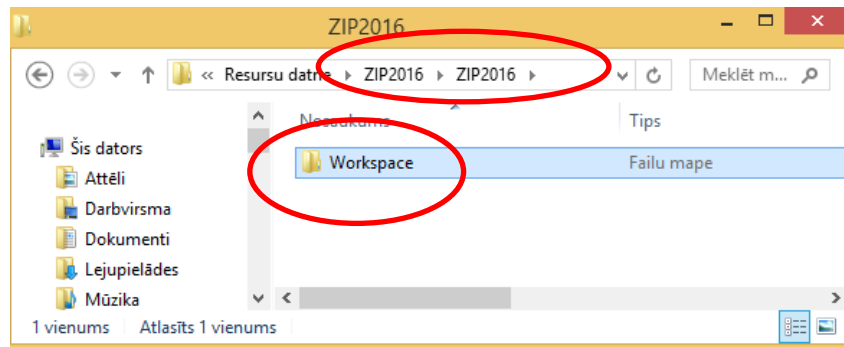 ZIP2016
« Resursu datne ▸ ZIP2016 ▸ ZIP2016 ▸
Meklēt m...
Nosaukums Tips
Šis dators
Workspace Failu mape
Attēli
Darbvirsma
Dokumenti
Lejupielādes
Mūzika
1 vienums Atlasīts 1 vienums